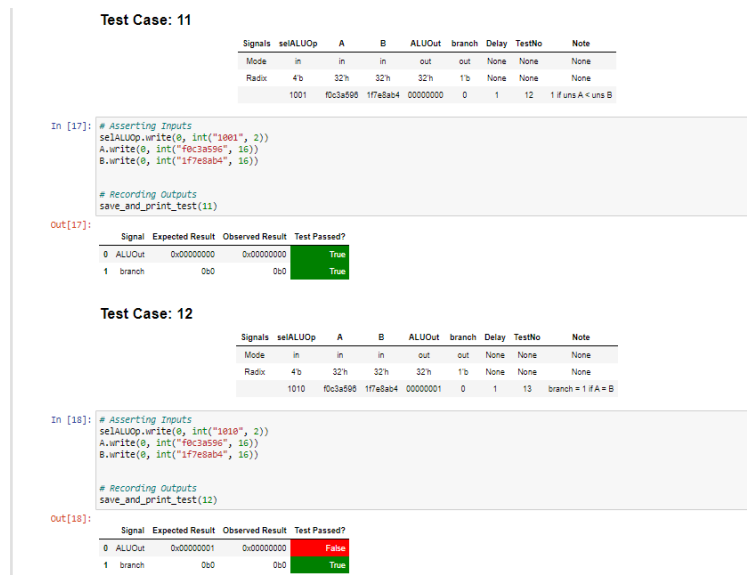 Test Case: 11
Signals selALUOp A B ALUOut branch Delay TestNo Note
Mode in in in out out None None None
Radix 4'b 32'h 32'h 32'h 1'b None None None
1001 f0c3a596 1f7e8ab4 00000000 0 1 12 1 if uns A < uns B
In [17]: # Asserting Inputs
selALUOp.write(0, int("1001", 2))
A.write(0, int("f0c3a596", 16))
B.write(0, int("1f7e8ab4", 16))
# Recording Outputs
save_and_print_test(11)
Out[17]:
Signal Expected Result Observed Result Test Passed?
0 ALUOut 0x00000000 0x00000000 True
1 branch 0b0 0b0 True
Test Case: 12
Signals selALUOp A B ALUOut branch Delay TestNo Note
Mode in in in out out None None None
Radix 4'b 32'h 32'h 32'h 1'b None None None
1010 f0c3a596 1f7e8ab4 00000001 0 1 13 branch = 1 if A = B
In [18]: # Asserting Inputs
selALUOp.write(0, int("1010", 2))
A.write(0, int("f0c3a596", 16))
B.write(0, int("1f7e8ab4", 16))
# Recording Outputs
save_and_print_test(12)
Out[18]:
Signal Expected Result Observed Result Test Passed?
0 ALUOut 0x00000001 0x00000000 False
1 branch 0b0 0b0 True